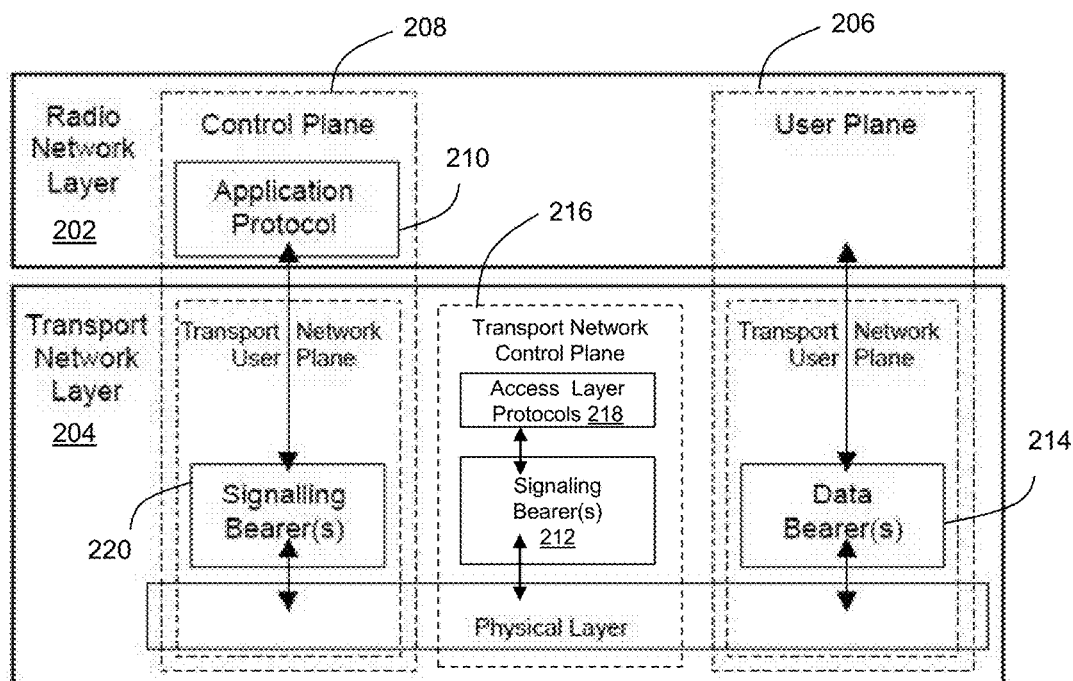 208
206
Radio
Network
Layer
202
Control Plane
User Plane
210
Application
Protocol
216
Transport
Network
Layer
204
Transport Network
User Plane
Transport Network
Control Plane
Transport Network
User Plane
Access Layer
Protocols 218
214
Signalling
Bearer(s)
220
Signaling
Bearer(s)
212
Data
Bearer(s)
Physical Layer